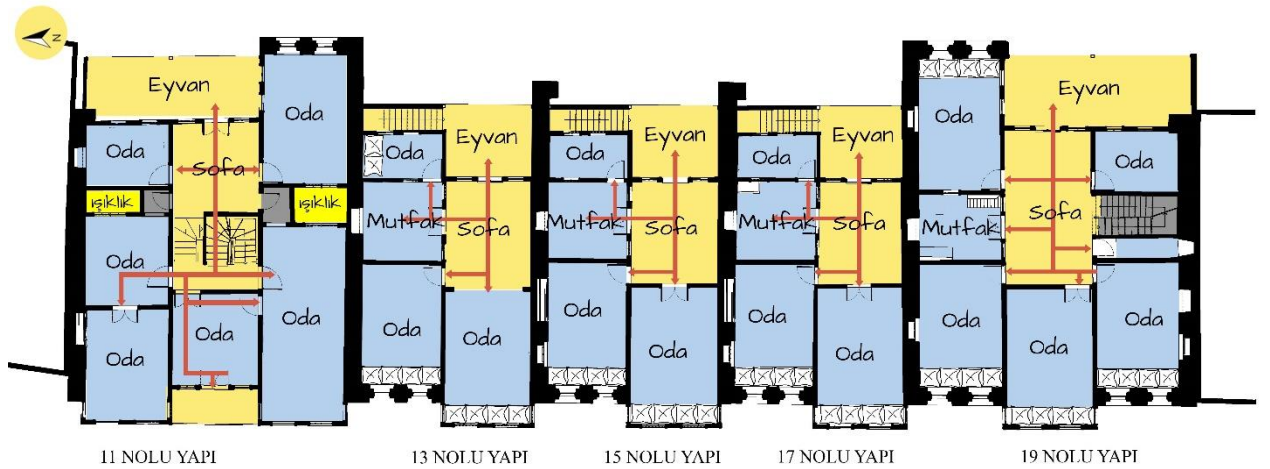 N
Eyvan
Oda
Oda
Sofa
ışıklık
ışıklık
Oda
Oda
Oda
Oda
11 NOLU YAPI
Eyvan
Oda
Mutfak
Sofa
Oda
Oda
13 NOLU YAPI
Eyvan
Oda
Mutfak
Sofa
Oda
Oda
15 NOLU YAPI
Eyvan
Oda
Mutfak
Sofa
Oda
Oda
17 NOLU YAPI
Eyvan
Oda
Oda
Mutfak
Sofa
Oda
Oda
Oda
19 NOLU YAPI